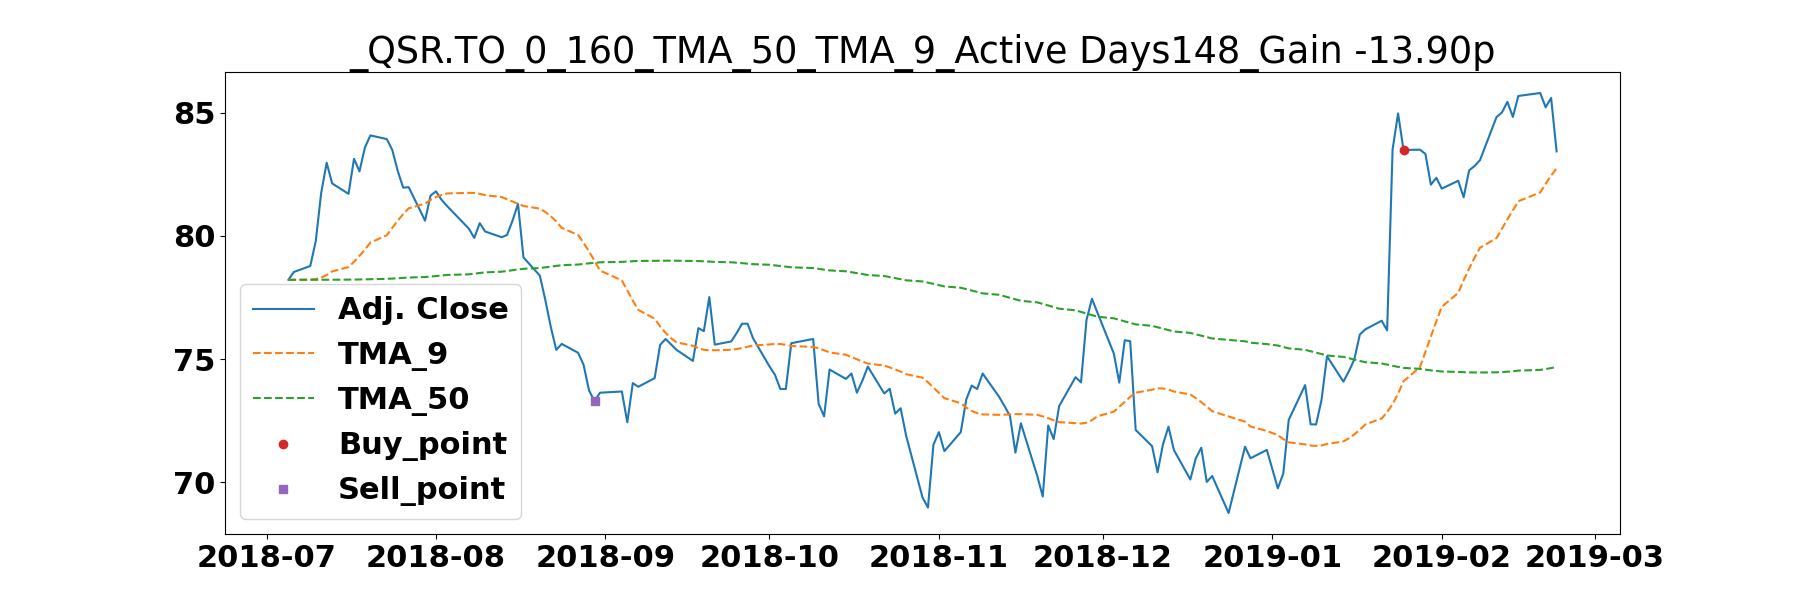 _QSR.TO_0_160_TMA_50_TMA_9_Active Days148_Gain -13.90p
85
80
75
70
Adj. Close
TMA_9
TMA_50
Buy_point
Sell_point
2018-07 2018-08 2018-09 2018-10 2018-11 2018-12 2019-01 2019-02 2019-03